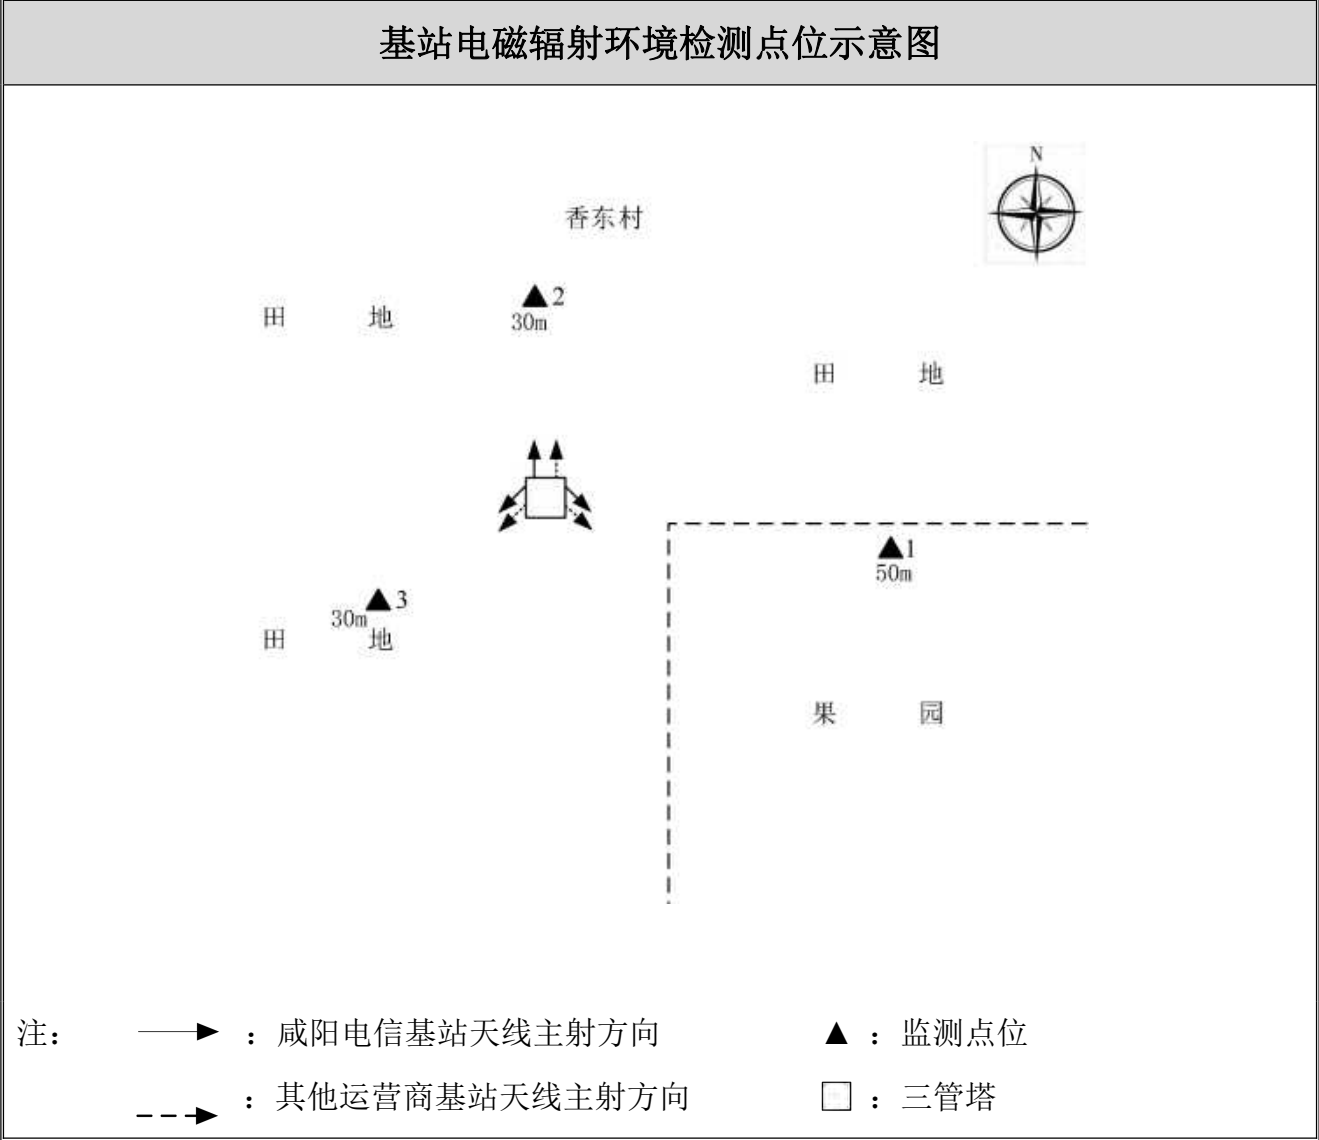 基站电磁辐射环境检测点位示意图
N
香东村
2
田 地
30m
田 地
1
50m
3
30m
田 地
果 园
注： ：咸阳电信基站天线主射方向 ：监测点位
：其他运营商基站天线主射方向 ：三管塔